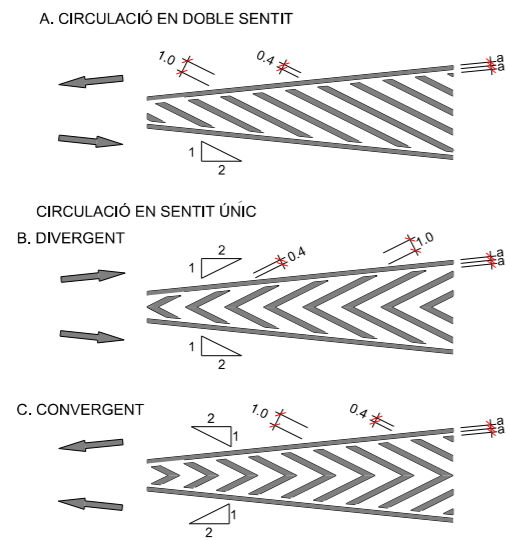 A. CIRCULACIÓ EN DOBLE SENTIT
1.0
0.4
a
a
1
2
CIRCULACIÓ EN SENTIT ÚNIC
B. DIVERGENT
2
1
0.4
1.0
a
a
1
2
C. CONVERGENT
2
1
1.0
0.4
a
a
1
2